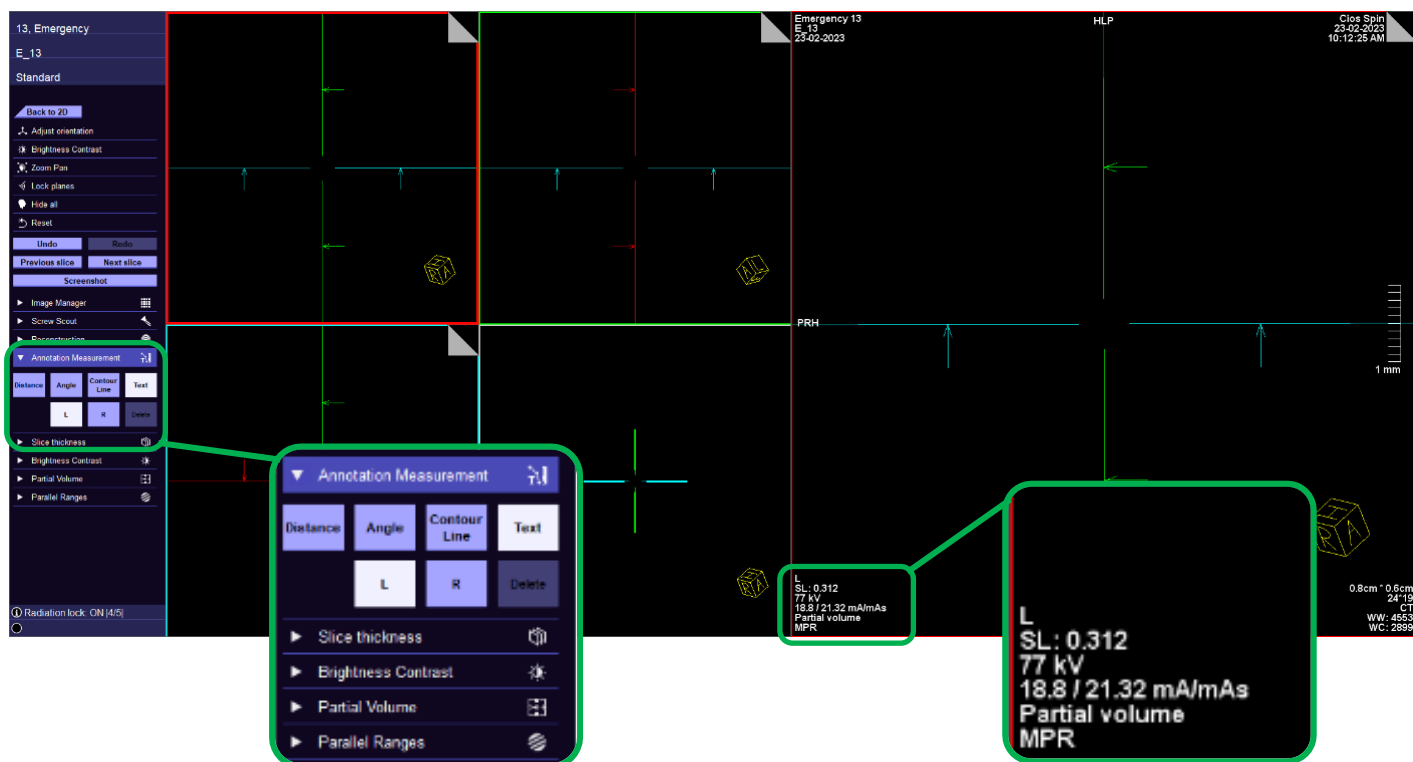 13, Emergency
E_13
Standard
Back to 2D
Adjust orientation
Brightness Contrast
Zoom Pan
Lock planes
Hide all
Reset
Undo Redo
Previous slice Next slice
Screenshot
Image Manager
Screw Scout
Reconstruction
Annotation Measurement
Distance Angle Contour Line Text
L R Delete
Slice thickness
Brightness Contrast
Partial Volume
Parallel Ranges
Radiation lock: ON |4/5|
Emergency 13
E_13
23-02-2023
HLP
Cios Spin
23-02-2023
10:12:25 AM
PRH
1 mm
L
SL: 0.312
77 kV
18.8 / 21.32 mA/mAs
Partial volume
MPR
0.8cm * 0.6cm
24*19
CT
WW: 4553
WC: 2899
Annotation Measurement
Distance Angle Contour Line Text
L R Delete
Slice thickness
Brightness Contrast
Partial Volume
Parallel Ranges
L
SL: 0.312
77 kV
18.8 / 21.32 mA/mAs
Partial volume
MPR